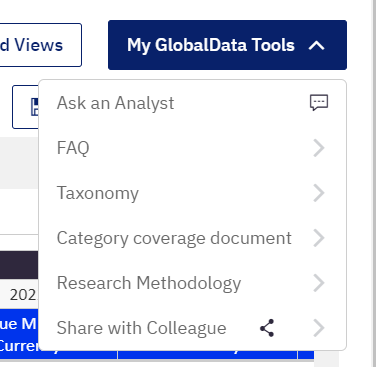 d Views
My GlobalData Tools
Ask an Analyst
FAQ
Taxonomy
Category coverage document
Research Methodology
Share with Colleague
202
ue M
Curren